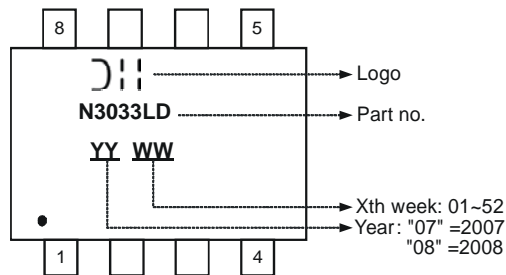 8 5
Logo
N3033LD
Part no.
YY WW
Xth week: 01~52
Year: "07" =2007
"08" =2008
1 4